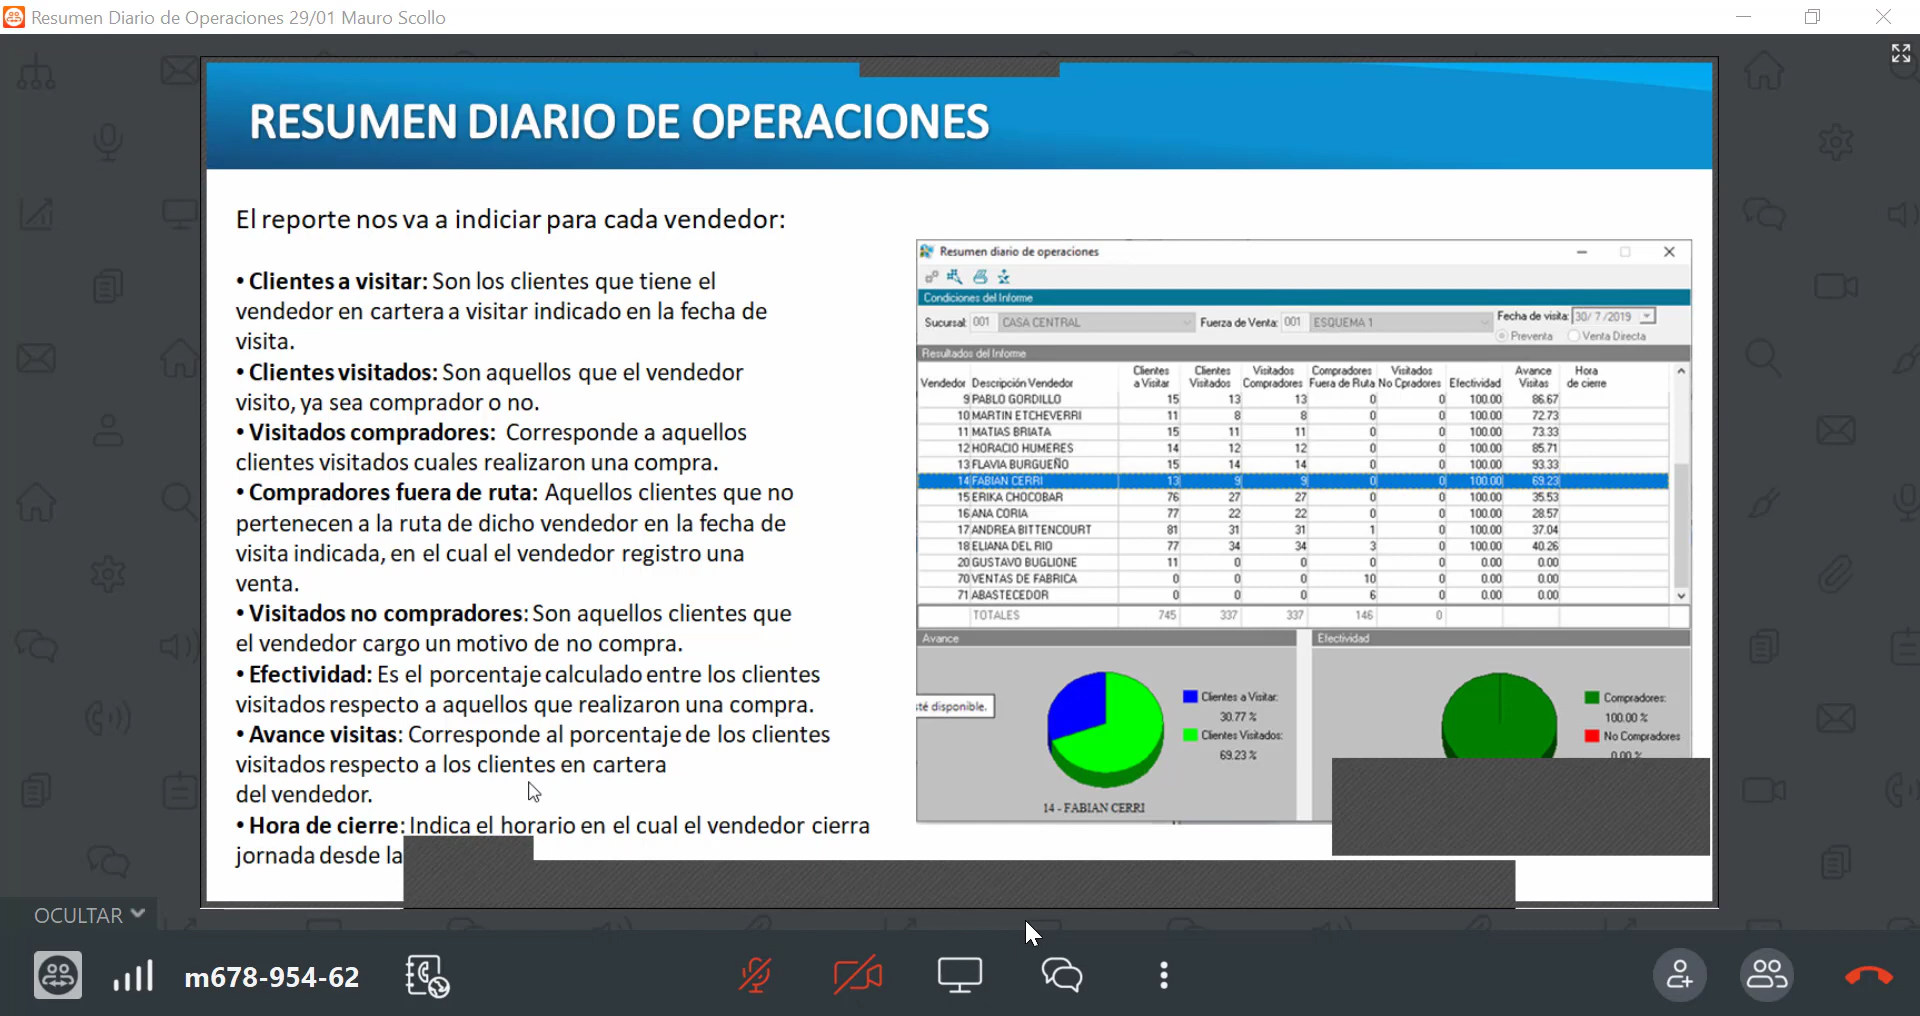 Resumen Diario de Operaciones 29/01 Mauro Scollo
RESUMEN DIARIO DE OPERACIONES
El reporte nos va a indiciar para cada vendedor:
• Clientes a visitar: Son los clientes que tiene el
vendedor en cartera a visitar indicado en la fecha de
visita.
• Clientes visitados: Son aquellos que el vendedor
visito, ya sea comprador o no.
• Visitados compradores: Corresponde a aquellos
clientes visitados cuales realizaron una compra.
• Compradores fuera de ruta: Aquellos clientes que no
pertenecen a la ruta de dicho vendedor en la fecha de
visita indicada, en el cual el vendedor registro una
venta.
• Visitados no compradores: Son aquellos clientes que
el vendedor cargo un motivo de no compra.
• Efectividad: Es el porcentaje calculado entre los clientes
visitados respecto a aquellos que realizaron una compra.
• Avance visitas: Corresponde al porcentaje de los clientes
visitados respecto a los clientes en cartera
del vendedor.
• Hora de cierre: Indica el horario en el cual el vendedor cierra
jornada desde la
Resumen diario de operaciones
Condiciones del Informe
Sucursal: 001 CASA CENTRAL Fuerza de Venta: 001 ESQUEMA 1 Fecha de visita: 30/ 7 /2019
Preventa Venta Directa
Resultados del Informe
Clientes Clientes Visitados Compradores Visitados Avance Hora
Vendedor Descripción Vendedor a Visitar Visitados Compradores Fuera de Ruta No Cpradores Efectividad Visitas de cierre
9 PABLO GORDILLO 15 13 13 0 0 100.00 86.67
10 MARTIN ETCHEVERRI 11 8 8 0 0 100.00 72.73
11 MATIAS BRIATA 15 11 11 0 0 100.00 73.33
12 HORACIO HUMERES 14 12 12 0 0 100.00 85.71
13 FLAVIA BURGUEÑO 15 14 14 0 0 100.00 93.33
14 FABIAN CERRI 13 9 9 0 0 100.00 69.23
15 ERIKA CHOCOBAR 76 27 27 0 0 100.00 35.53
16 ANA CORIA 77 22 22 0 0 100.00 28.57
17 ANDREA BITTENCOURT 81 31 31 1 0 100.00 37.04
18 ELIANA DEL RIO 77 34 34 3 0 100.00 40.26
20 GUSTAVO BUGLIONE 11 0 0 0 0 0.00 0.00
70 VENTAS DE FABRICA 0 0 0 10 0 0.00 0.00
71 ABASTECEDOR 0 0 0 6 0 0.00 0.00
TOTALES 745 337 337 146 0
Avance Efectividad
sté disponible.
Clientes a Visitar:
30.77 %
Clientes Visitados:
69.23 %
14 - FABIAN CERRI
Compradores:
100.00 %
No Compradores
0.00 %
OCULTAR
m678-954-62